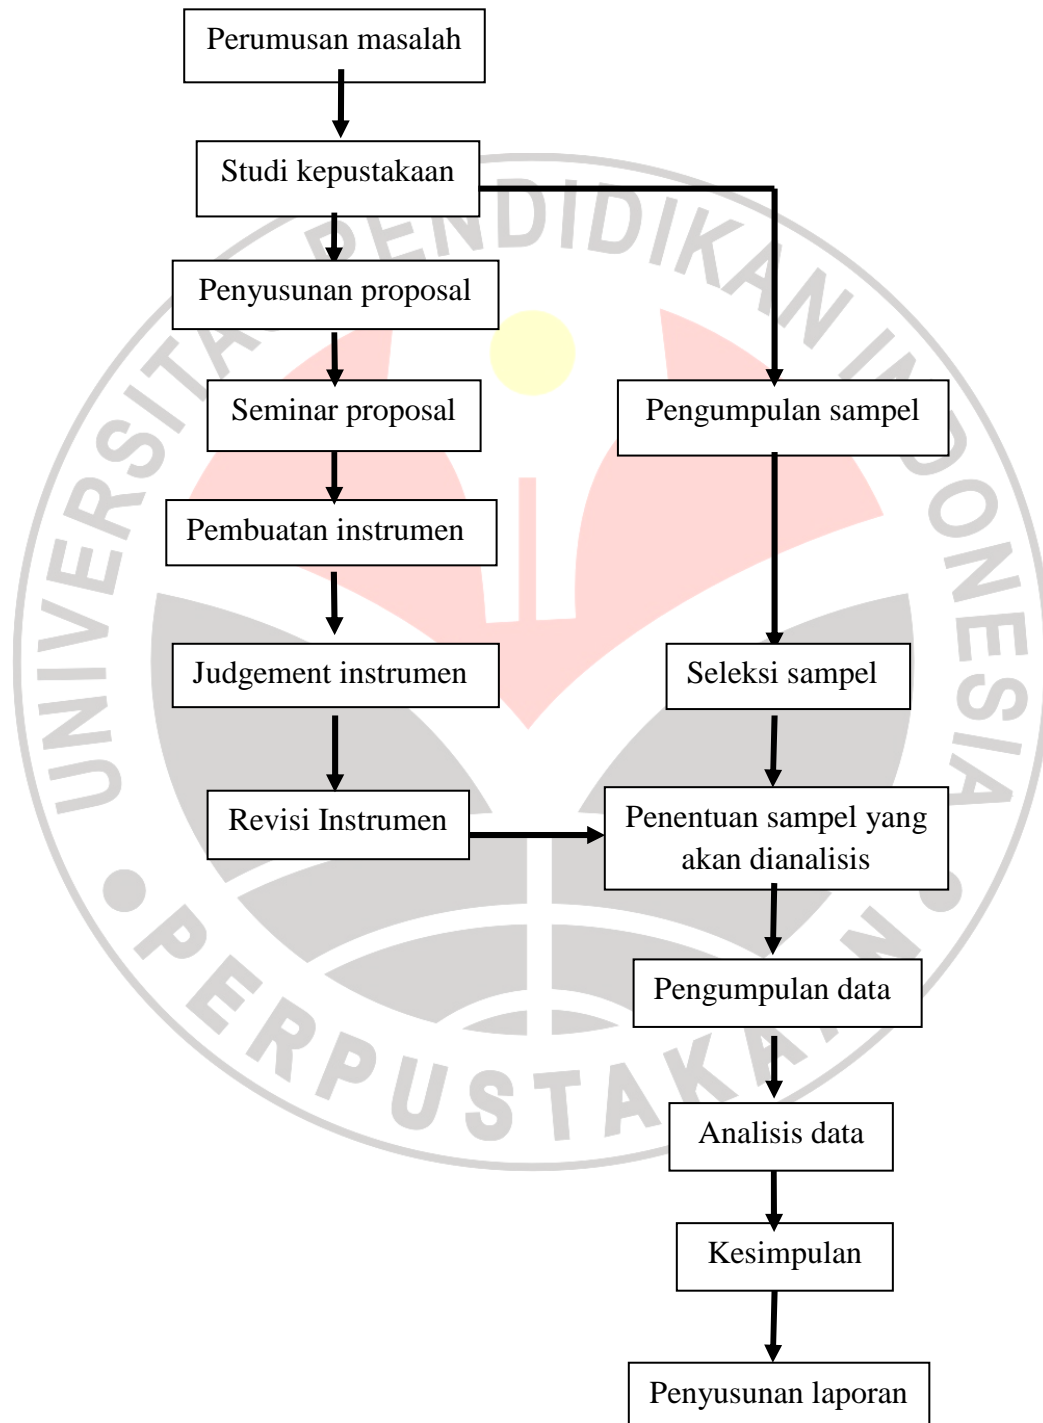 Perumusan masalah
Studi kepustakaan
Penyusunan proposal
Seminar proposal
Pembuatan instrumen
Judgement instrumen
Revisi Instrumen
Pengumpulan sampel
Seleksi sampel
Penentuan sampel yang
akan dianalisis
Pengumpulan data
Analisis data
Kesimpulan
Penyusunan laporan
UNIVERSITAS PENDIDIKAN INDONESIA
PERPUSTAKAAN